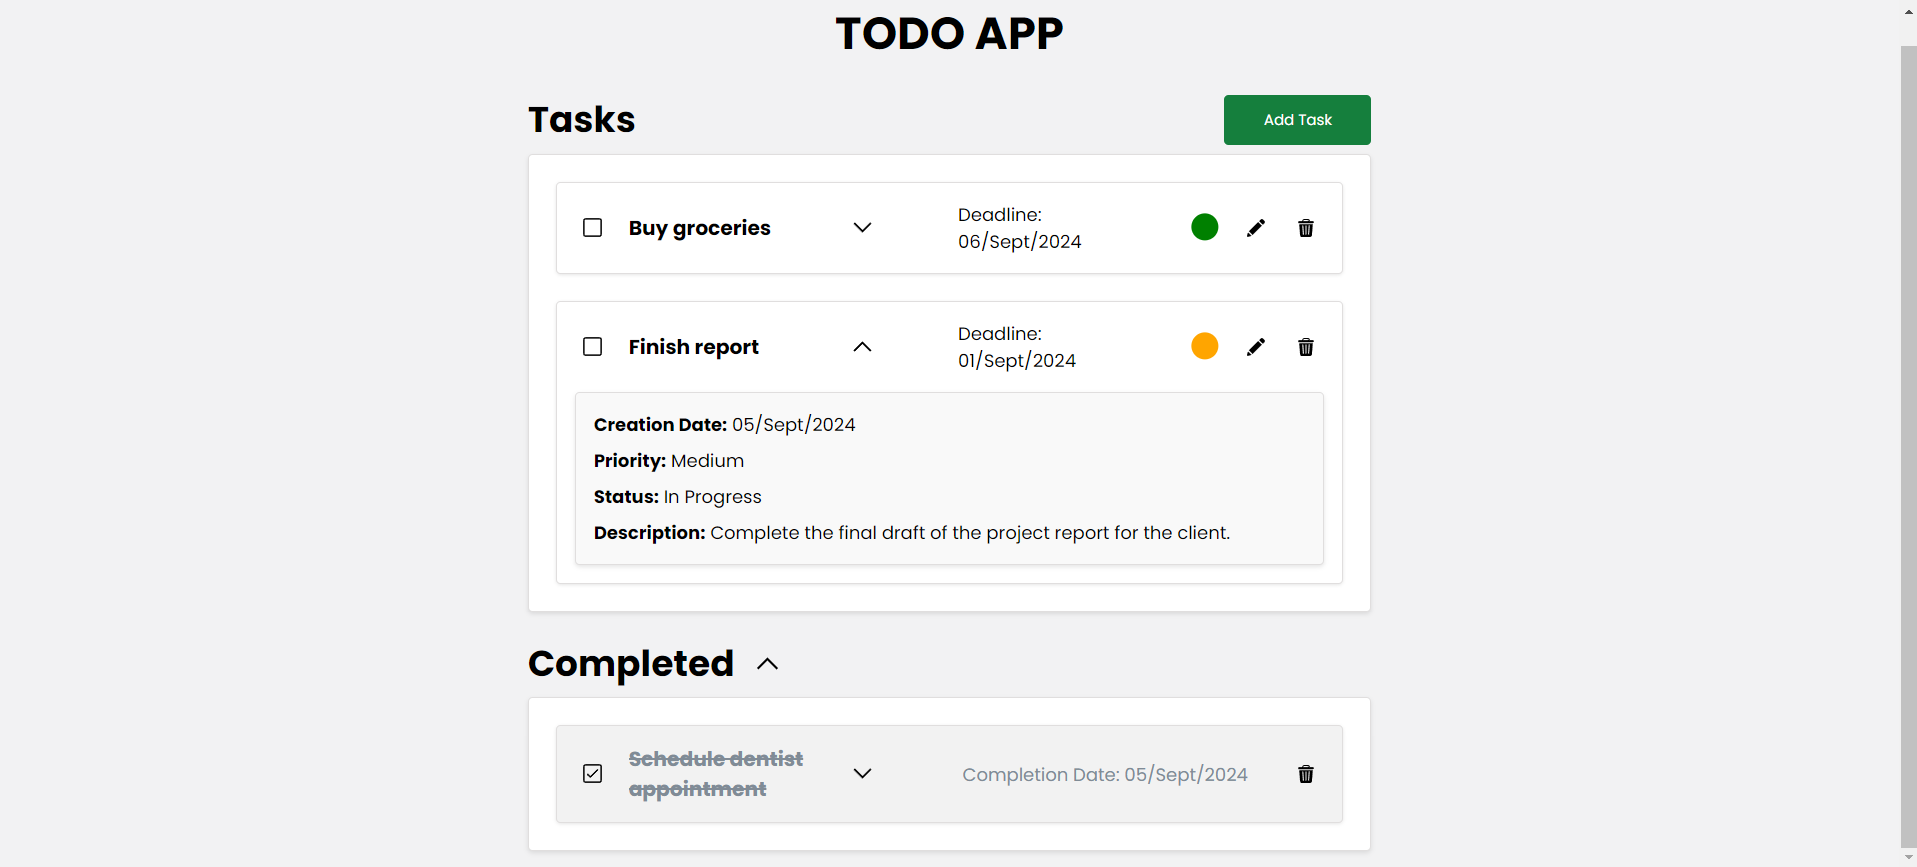 TODO APP
Tasks
Add Task
Buy groceries
Deadline:
06/Sept/2024
Finish report
Deadline:
01/Sept/2024
Creation Date: 05/Sept/2024
Priority: Medium
Status: In Progress
Description: Complete the final draft of the project report for the client.
Completed
Schedule dentist
appointment
Completion Date: 05/Sept/2024